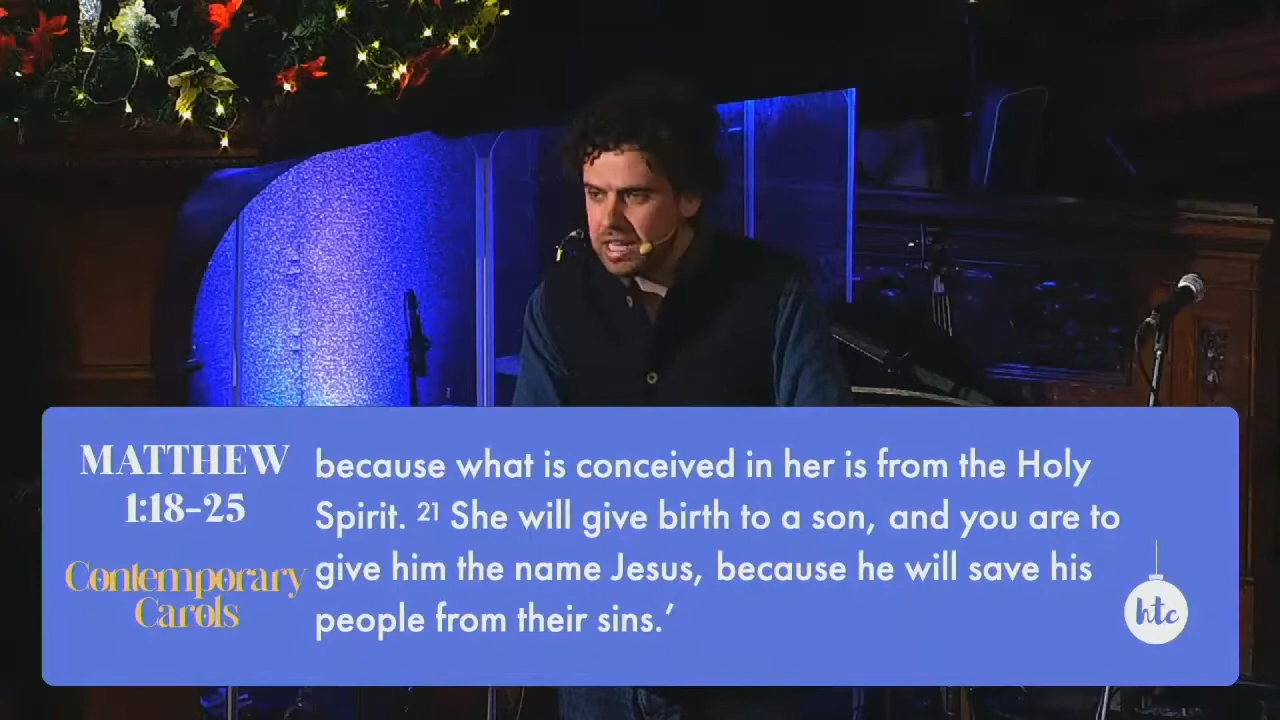 MATTHEW
1:18-25
Contemporary
Carols
because what is conceived in her is from the Holy
Spirit. ²¹ She will give birth to a son, and you are to
give him the name Jesus, because he will save his
people from their sins.’
htc